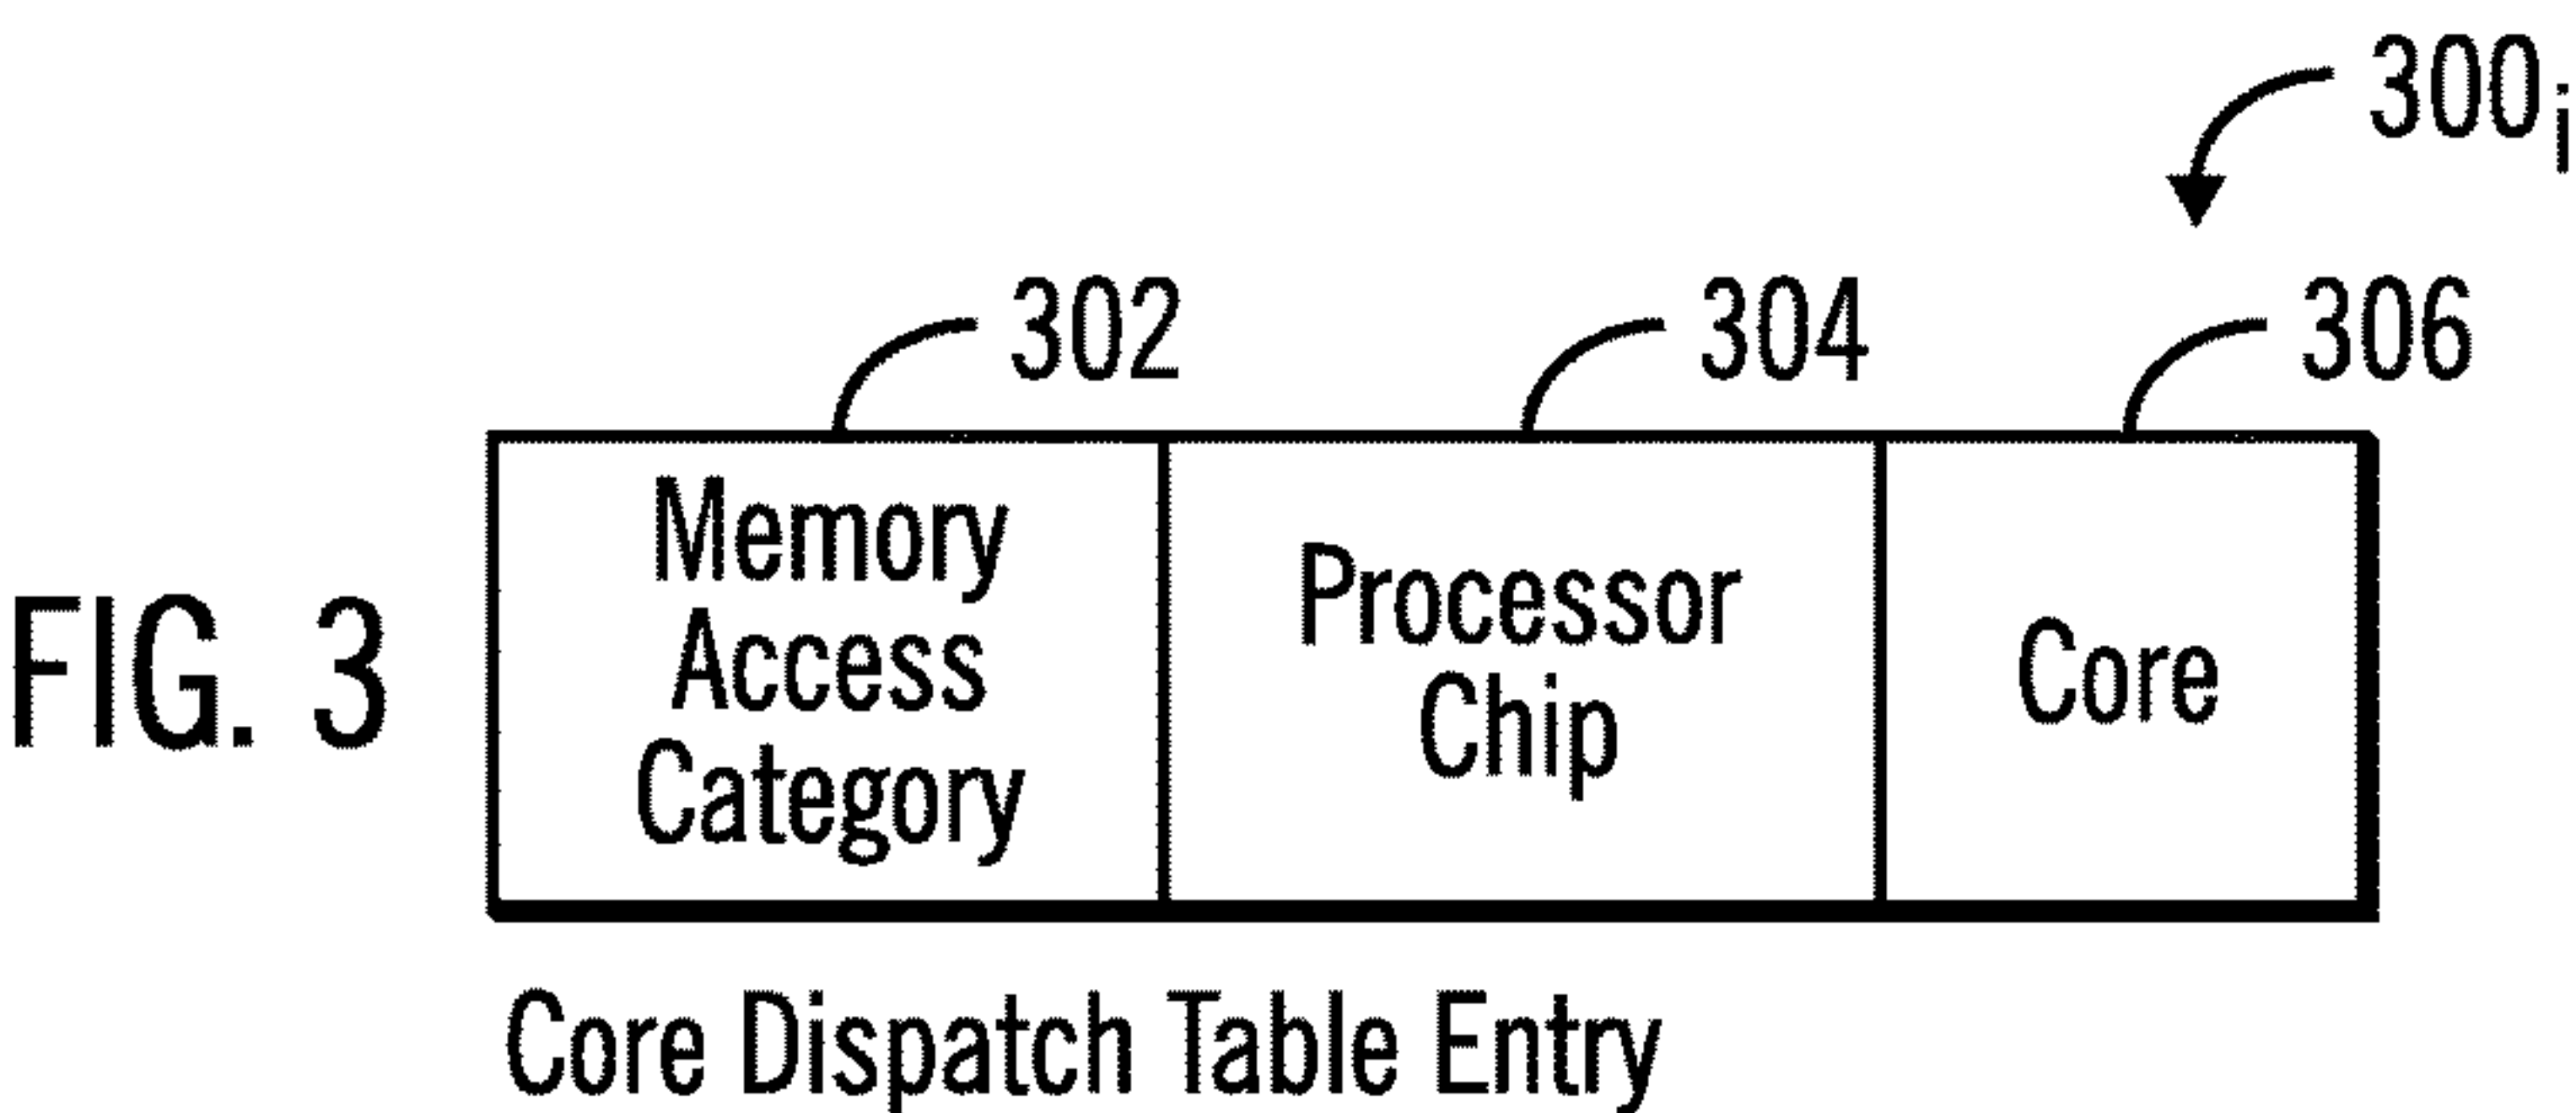 300i
302 304 306
Memory
Access
Category
Processor
Chip
Core
FIG. 3
Core Dispatch Table Entry